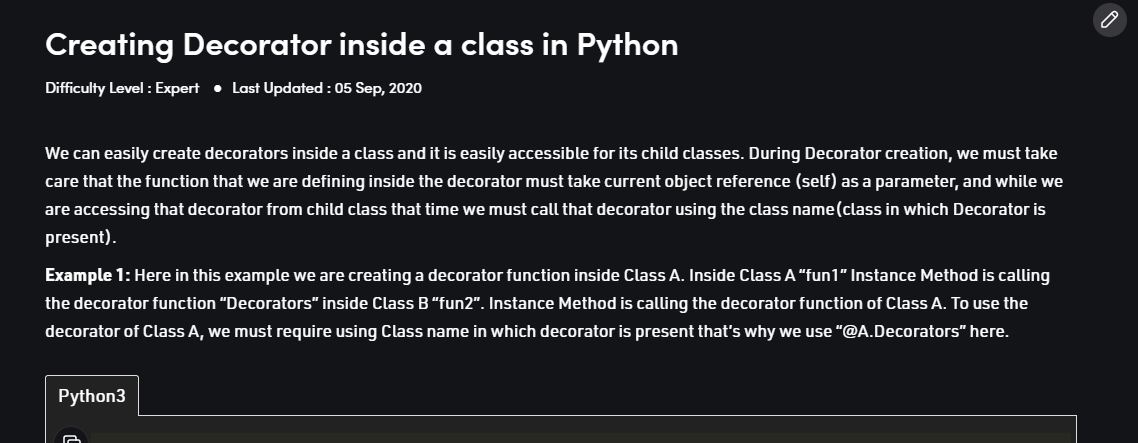 Creating Decorator inside a class in Python
Difficulty Level : Expert ● Last Updated : 05 Sep, 2020
We can easily create decorators inside a class and it is easily accessible for its child classes. During Decorator creation, we must take
care that the function that we are defining inside the decorator must take current object reference (self) as a parameter, and while we
are accessing that decorator from child class that time we must call that decorator using the class name(class in which Decorator is
present).
Example 1: Here in this example we are creating a decorator function inside Class A. Inside Class A “fun1” Instance Method is calling
the decorator function “Decorators” inside Class B “fun2”. Instance Method is calling the decorator function of Class A. To use the
decorator of Class A, we must require using Class name in which decorator is present that’s why we use “@A.Decorators” here.
Python3